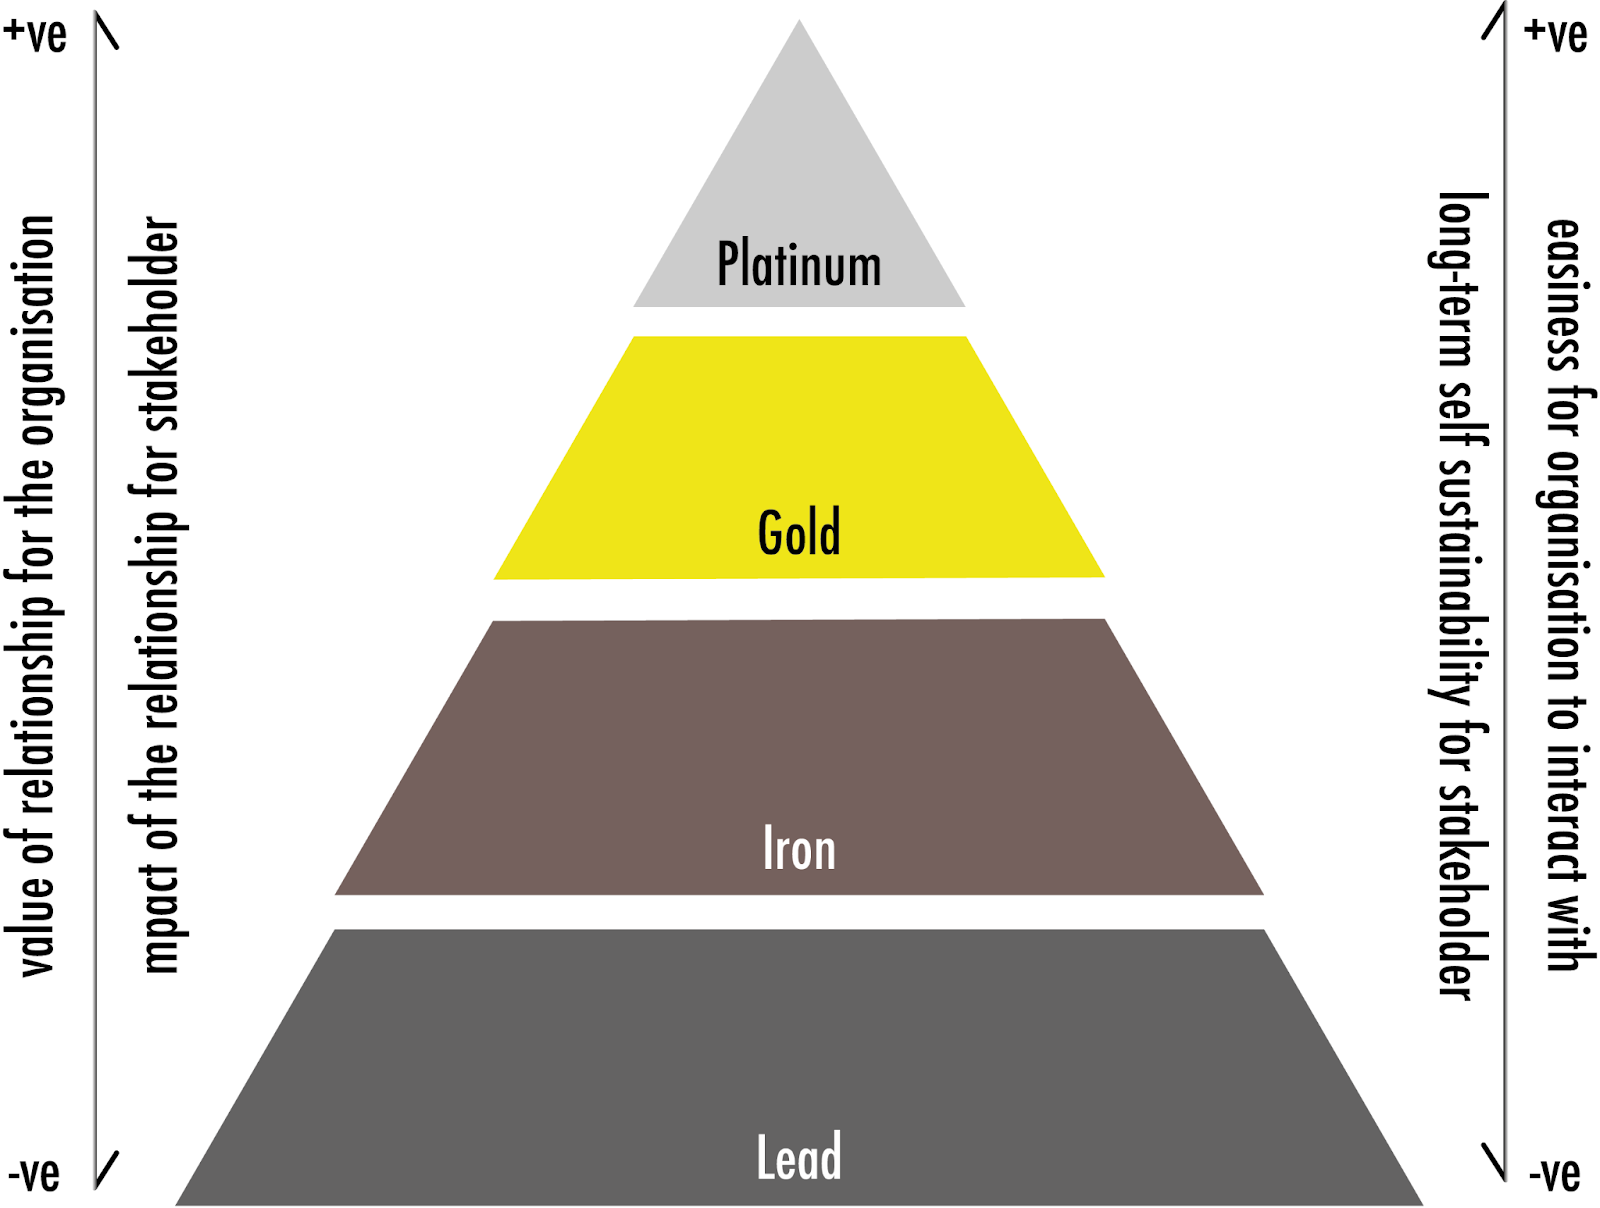 +ve
+ve
value of relationship for the organisation
mpact of the relationship for stakeholder
Platinum
Gold
Iron
Lead
long-term self sustainability for stakeholder
easiness for organisation to interact with
-ve
-ve